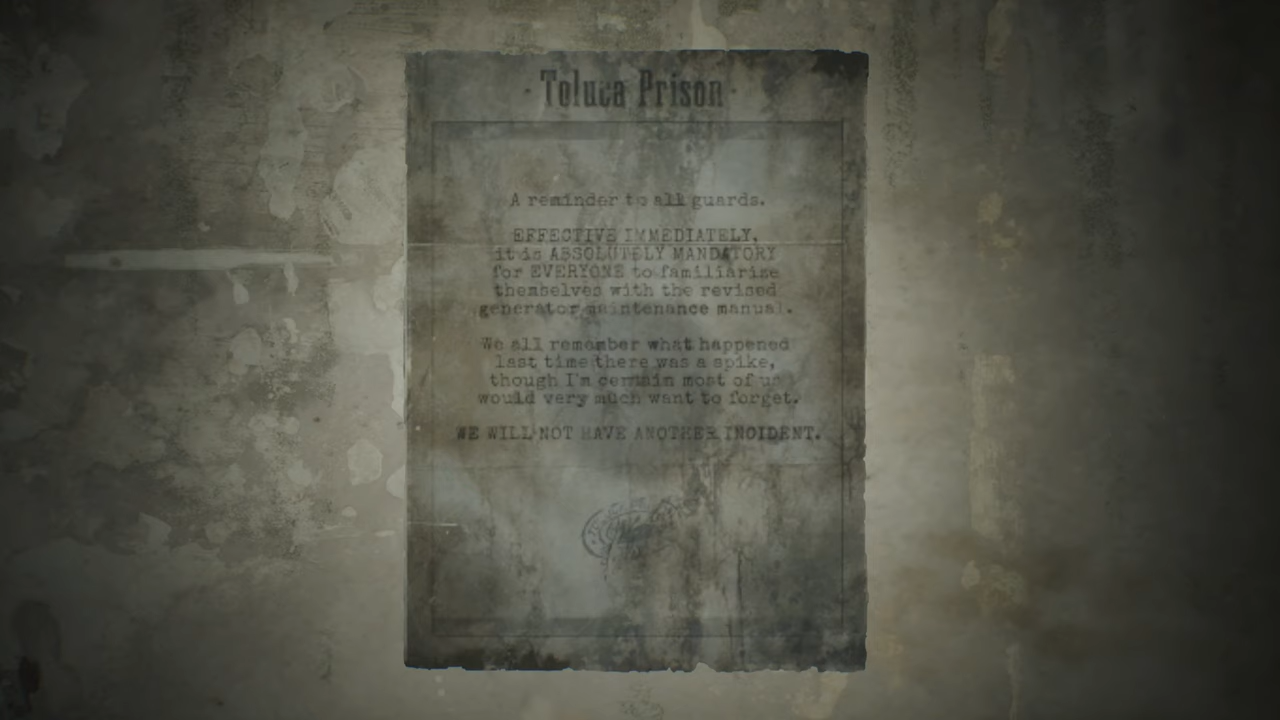 · Toluca Prison ·
A reminder to all guards.
EFFECTIVE IMMEDIATELY,
it is ABSOLUTELY MANDATORY
for EVERYONE to familiarize
themselves with the revised
generator maintenance manual.
We all remember what happened
last time there was a spike,
though I'm certain most of us
would very much want to forget.
WE WILL NOT HAVE ANOTHER INCIDENT.